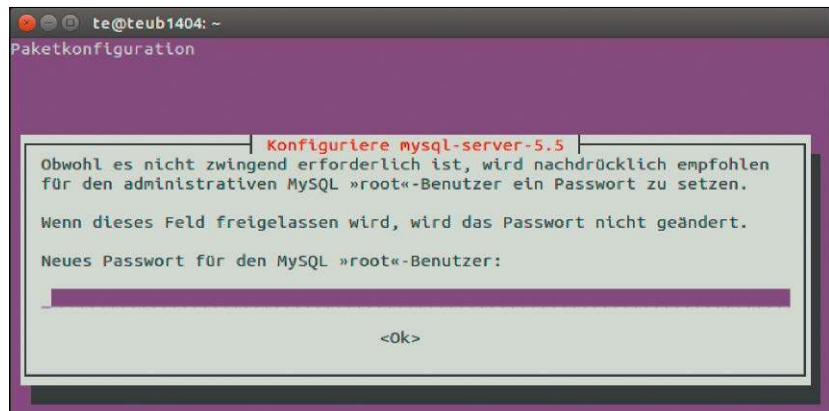 te@teub1404: ~
Paketkonfiguration
Konfiguriere mysql-server-5.5
Obwohl es nicht zwingend erforderlich ist, wird nachdrücklich empfohlen
für den administrativen MySQL »root«-Benutzer ein Passwort zu setzen.
Wenn dieses Feld freigelassen wird, wird das Passwort nicht geändert.
Neues Passwort für den MySQL »root«-Benutzer:
<Ok>